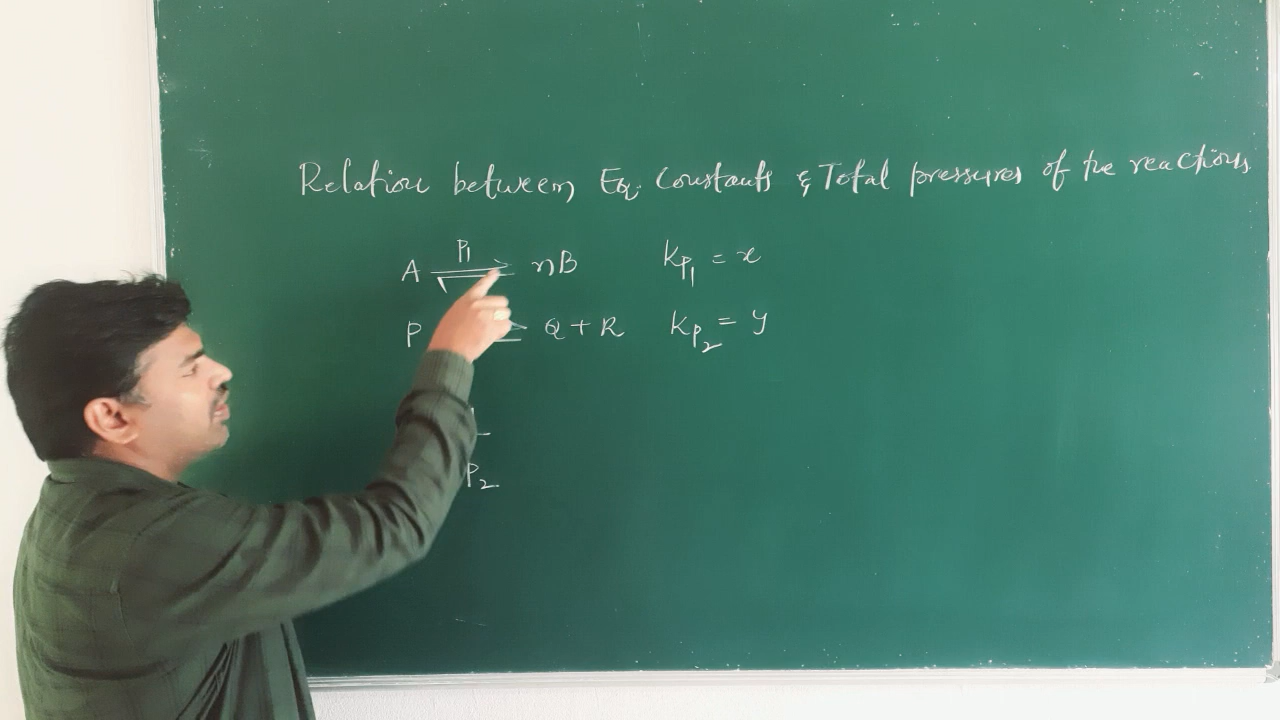 Relation between Eq. Constants & Total pressures of the reactions.
P1
A ⇌ nB KP1 = x
P Q + R KP2 = y
P2